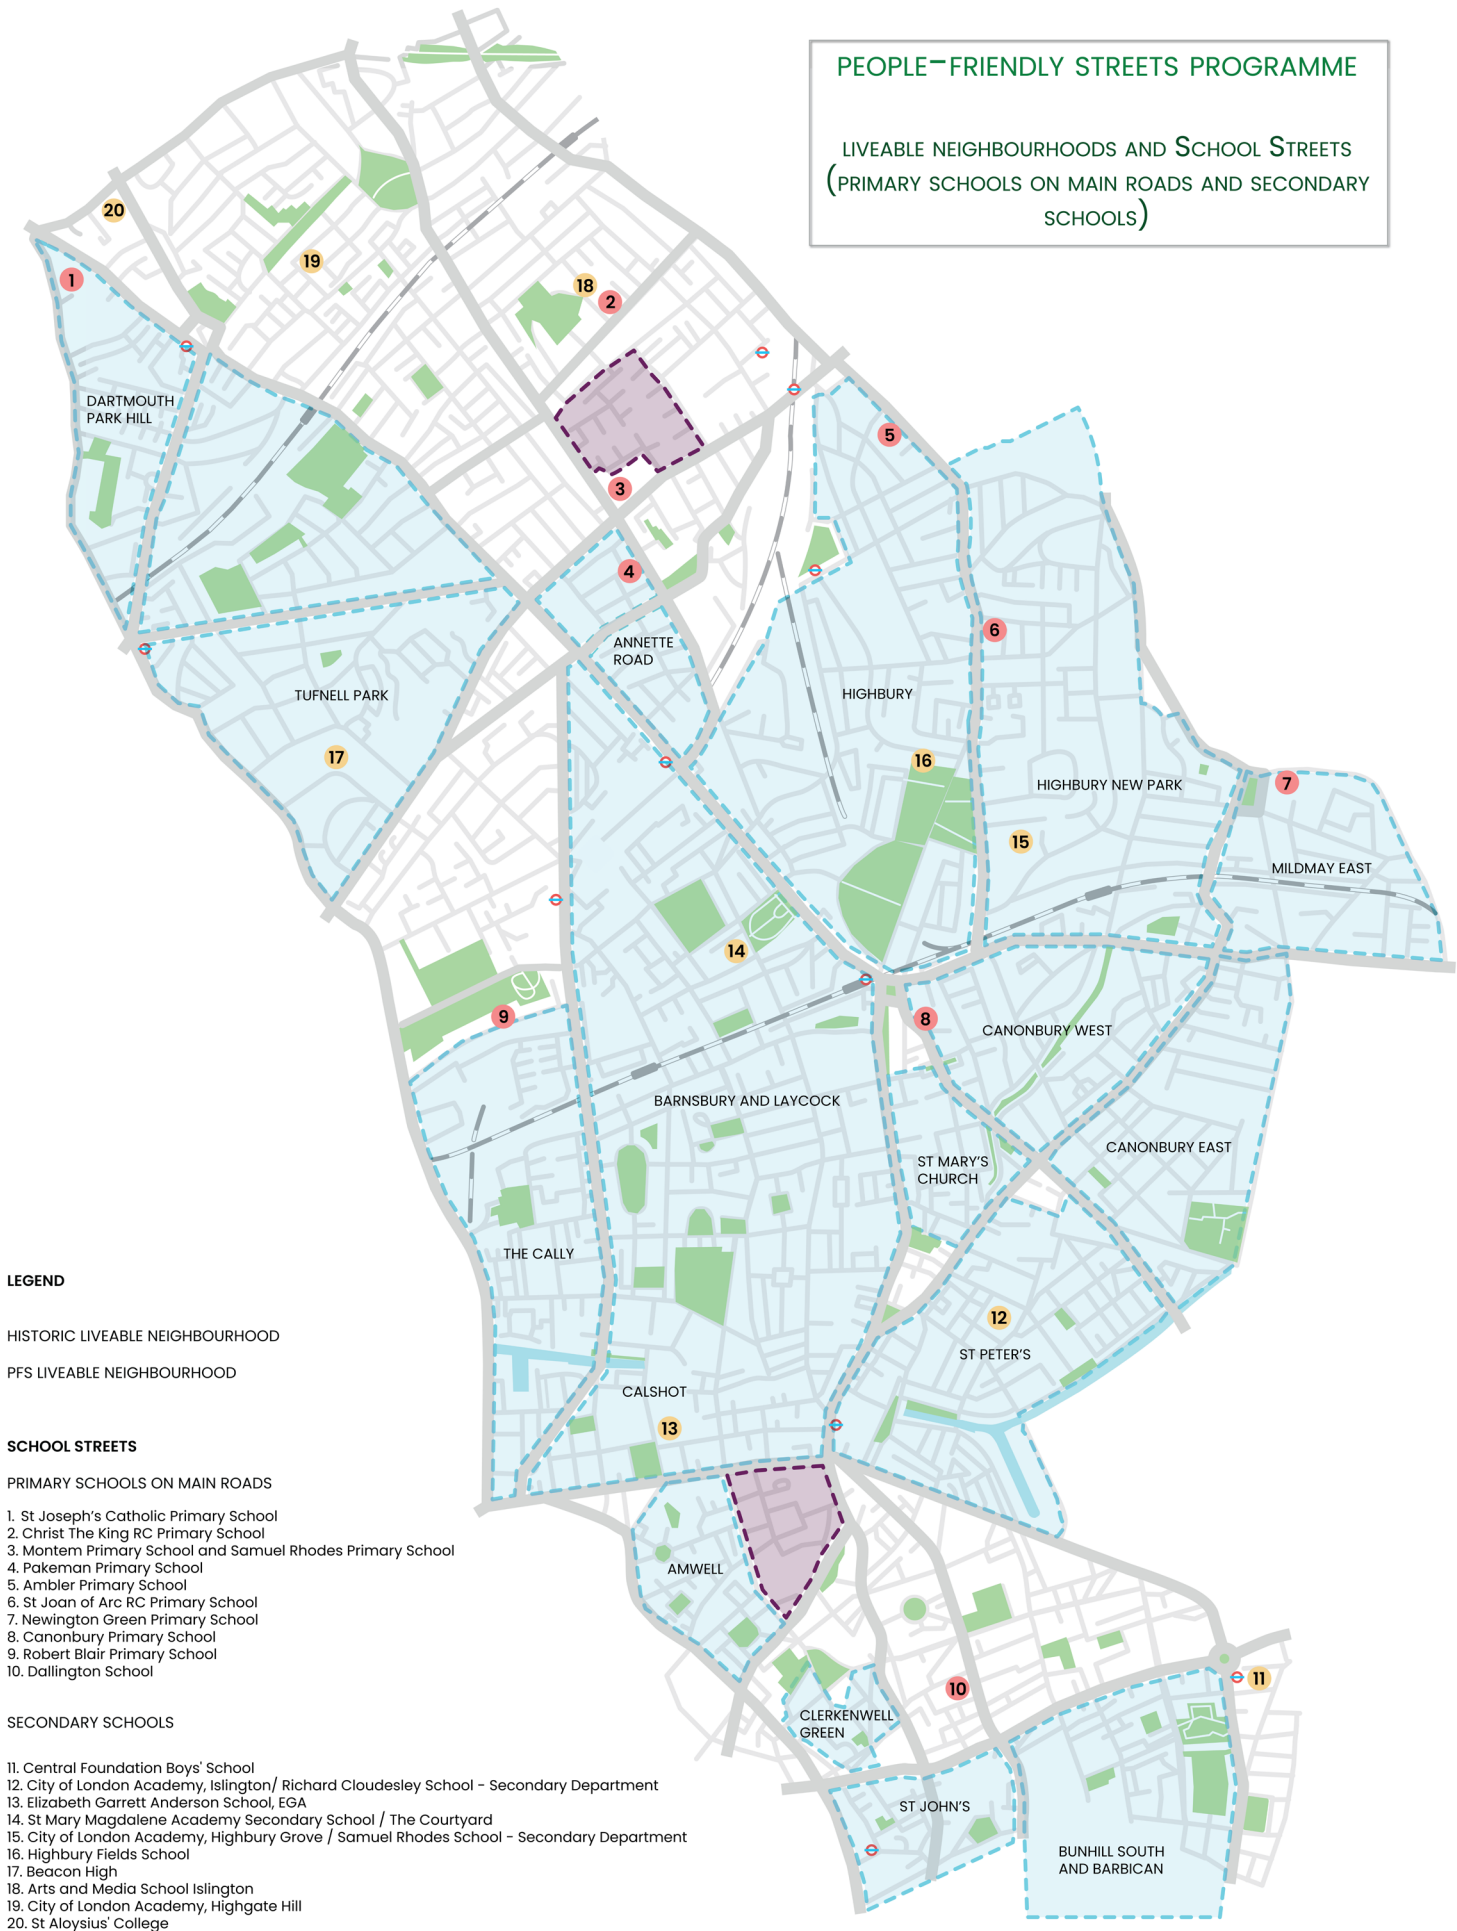 PEOPLE-FRIENDLY STREETS PROGRAMME
LIVEABLE NEIGHBOURHOODS AND SCHOOL STREETS
(PRIMARY SCHOOLS ON MAIN ROADS AND SECONDARY
SCHOOLS)
20
19
1
18
2
DARTMOUTH
PARK HILL
5
3
4
6
ANNETTE
ROAD
TUFNELL PARK
HIGHBURY
17
16
HIGHBURY NEW PARK
7
15
MILDMAY EAST
14
9
8
CANONBURY WEST
BARNSBURY AND LAYCOCK
CANONBURY EAST
ST MARY'S
CHURCH
THE CALLY
12
ST PETER'S
CALSHOT
13
AMWELL
11
10
CLERKENWELL
GREEN
ST JOHN'S
BUNHILL SOUTH
AND BARBICAN
LEGEND
HISTORIC LIVEABLE NEIGHBOURHOOD
PFS LIVEABLE NEIGHBOURHOOD
SCHOOL STREETS
PRIMARY SCHOOLS ON MAIN ROADS
1. St Joseph's Catholic Primary School
2. Christ The King RC Primary School
3. Montem Primary School and Samuel Rhodes Primary School
4. Pakeman Primary School
5. Ambler Primary School
6. St Joan of Arc RC Primary School
7. Newington Green Primary School
8. Canonbury Primary School
9. Robert Blair Primary School
10. Dallington School
SECONDARY SCHOOLS
11. Central Foundation Boys' School
12. City of London Academy, Islington/ Richard Cloudesley School - Secondary Department
13. Elizabeth Garrett Anderson School, EGA
14. St Mary Magdalene Academy Secondary School / The Courtyard
15. City of London Academy, Highbury Grove / Samuel Rhodes School - Secondary Department
16. Highbury Fields School
17. Beacon High
18. Arts and Media School Islington
19. City of London Academy, Highgate Hill
20. St Aloysius' College